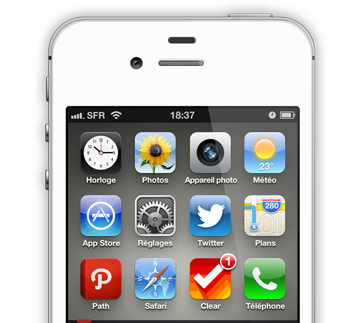 SFR 18:37
Horloge Photos Appareil photo Météo
23°
280
App Store Réglages Twitter Plans
1
Path Safari Clear Téléphone